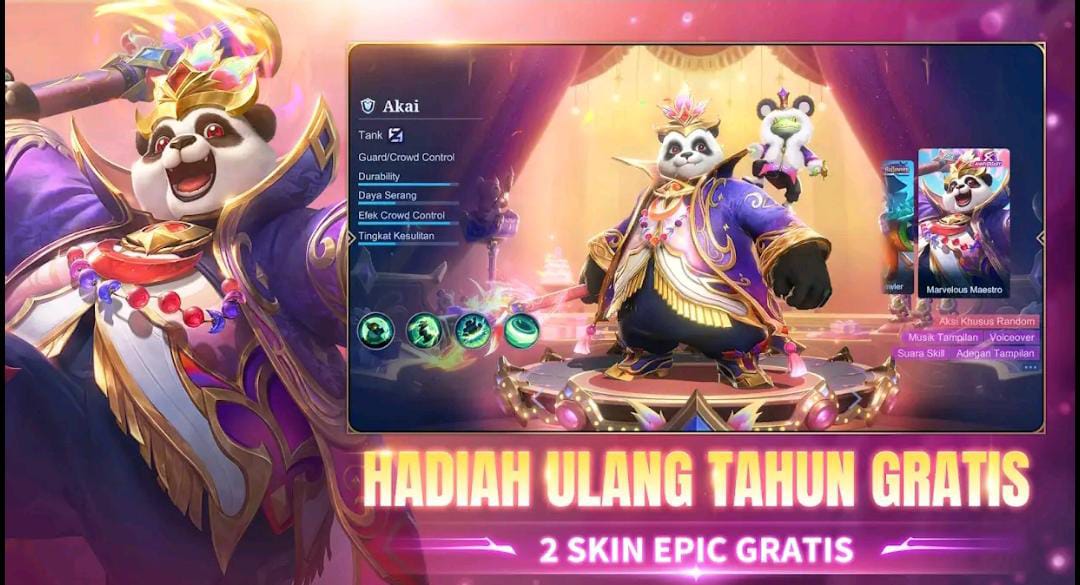 Akai
Tank
Guard/Crowd Control
Durability
Daya Serang
Efek Crowd Control
Tingkat Kesulitan
Marvelous Maestro
Aksi Khusus Random
Musik Tampilan Voiceover
Suara Skill Adegan Tampilan
HADIAH ULANG TAHUN GRATIS
2 SKIN EPIC GRATIS